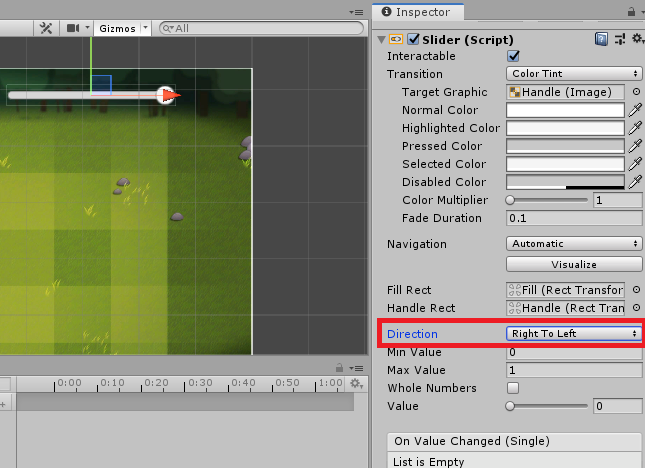 Inspector
Gizmos
All
Slider (Script)
Interactable
Transition Color Tint
Target Graphic Handle (Image)
Normal Color
Highlighted Color
Pressed Color
Selected Color
Disabled Color
Color Multiplier 1
Fade Duration 0.1
Navigation Automatic
Visualize
Fill Rect Fill (Rect Transfor
Handle Rect Handle (Rect Tran
Direction Right To Left
Min Value 0
Max Value 1
Whole Numbers
Value 0
0:00 0:10 0:20 0:30 0:40 0:50 1:00
On Value Changed (Single)
List is Empty